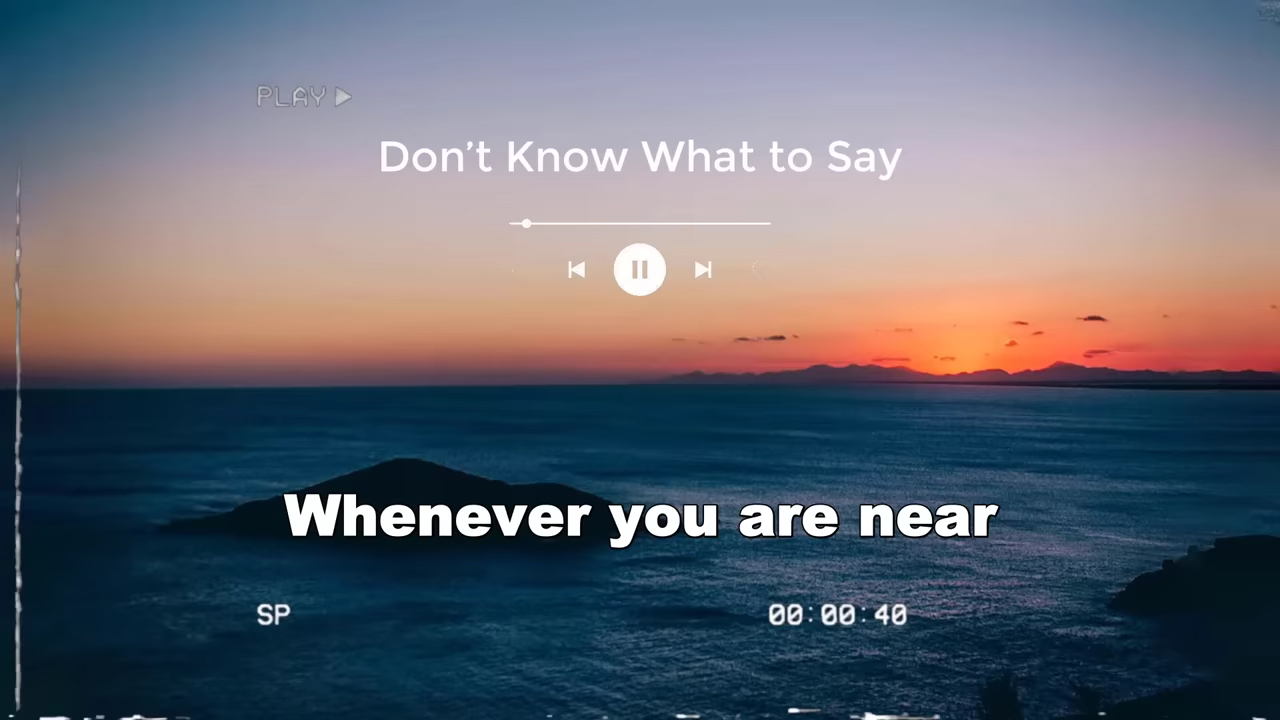 PLAY
Don’t Know What to Say
Whenever you are near
SP
00:00:40